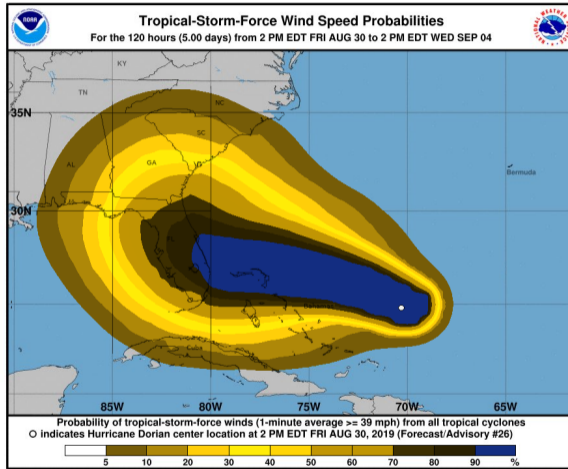 Tropical-Storm-Force Wind Speed Probabilities
For the 120 hours (5.00 days) from 2 PM EDT FRI AUG 30 to 2 PM EDT WED SEP 04
NOAA
KY
TN
NC
35N
SC
AL
GA
Bermuda
30N
FL
Bahamas
Cuba
85W 80W 75W 70W 65W
Probability of tropical-storm-force winds (1-minute average >= 39 mph) from all tropical cyclones
O indicates Hurricane Dorian center location at 2 PM EDT FRI AUG 30, 2019 (Forecast/Advisory #26)
5 10 20 30 40 50 60 70 80 90 %